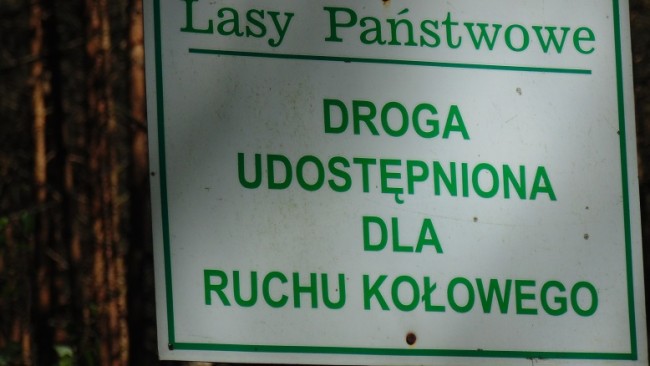 Lasy Państwowe
DROGA
UDOSTĘPNIONA
DLA
RUCHU KOŁOWEGO